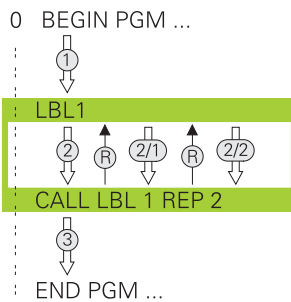 0 BEGIN PGM ...
1
LBL1
2 R 2/1 R 2/2
CALL LBL 1 REP 2
3
END PGM ...